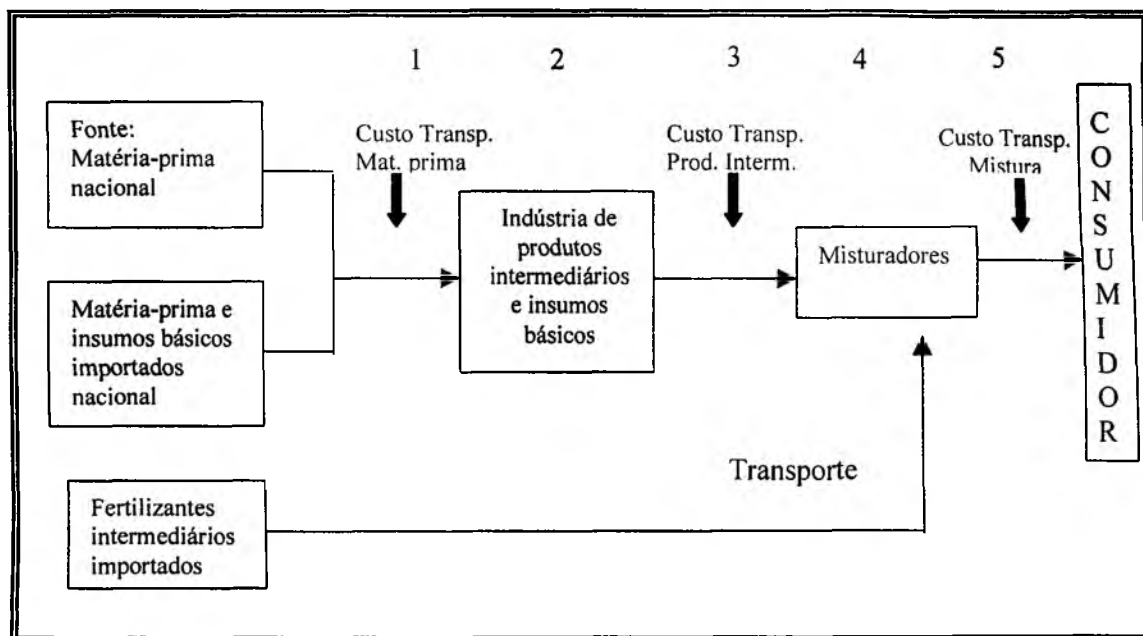 1 2 3 4 5
Fonte:
Matéria-prima
nacional
Custo Transp.
Mat. prima
Custo Transp.
Prod. Interm.
Custo Transp.
Mistura
Indústria de
produtos
intermediários
e insumos
básicos
Misturadores
Matéria-prima e
insumos básicos
importados
nacional
Fertilizantes
intermediários
importados
Transporte
C
O
N
S
U
M
I
D
O
R